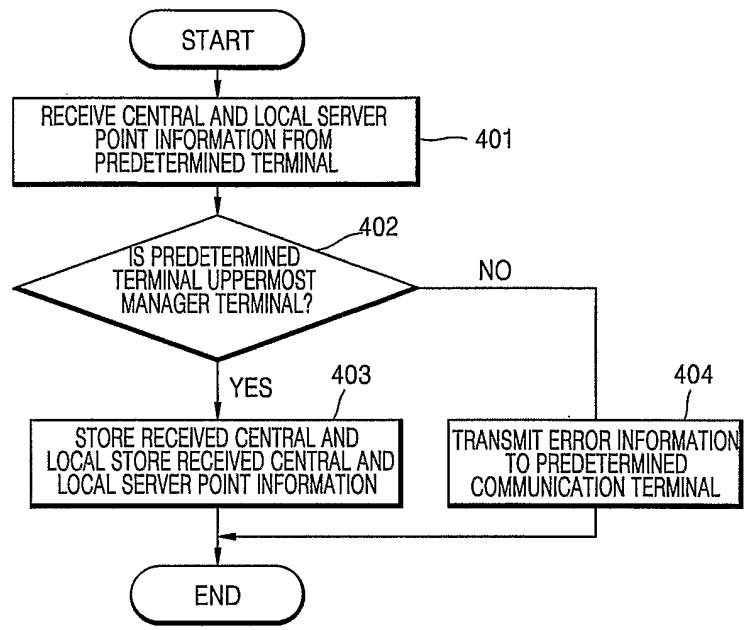 START
RECEIVE CENTRAL AND LOCAL SERVER
POINT INFORMATION FROM
PREDETERMINED TERMINAL
401
402
IS PREDETERMINED
TERMINAL UPPERMOST
MANAGER TERMINAL?
NO
YES
403
STORE RECEIVED CENTRAL AND
LOCAL STORE RECEIVED CENTRAL AND
LOCAL SERVER POINT INFORMATION
404
TRANSMIT ERROR INFORMATION
TO PREDETERMINED
COMMUNICATION TERMINAL
END